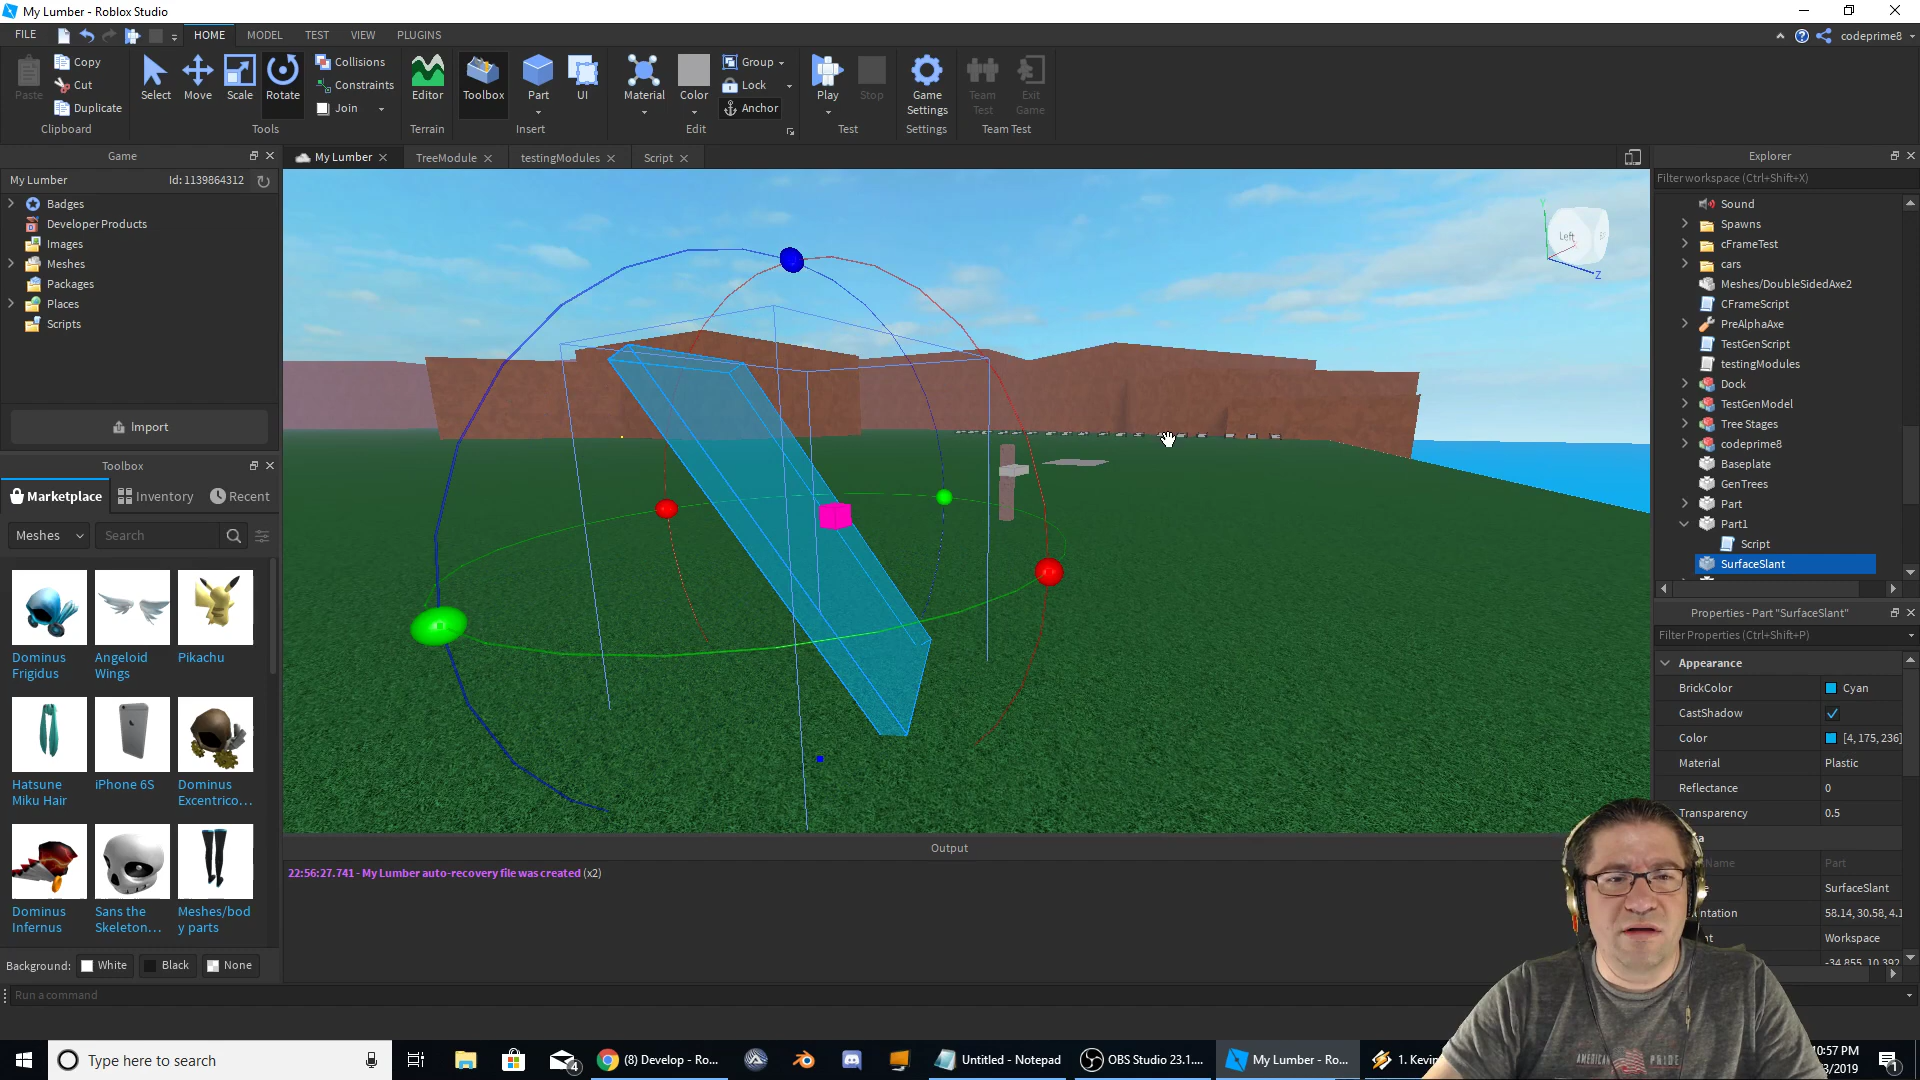 My Lumber - Roblox Studio
FILE HOME MODEL TEST VIEW PLUGINS codeprime8
Paste Copy Cut Duplicate Clipboard
Select Move Scale Rotate Collisions Constraints Join Tools
Editor Terrain
Toolbox Part UI Insert
Material Color Group Lock Anchor Edit
Play Stop Test
Game Settings Settings
Team Test Exit Game Team Test
Game
My Lumber Id: 1139864312
Badges
Developer Products
Images
Meshes
Packages
Places
Scripts
Import
Toolbox
Marketplace Inventory Recent
Meshes Search
Dominus Frigidus
Angeloid Wings
Pikachu
Hatsune Miku Hair
iPhone 6S
Dominus Excentrico...
Dominus Infernus
Sans the Skeleton...
Meshes/bod y parts
Background: White Black None
Run a command
My Lumber TreeModule testingModules Script
Left
Y
Z
Output
22:56:27.741 - My Lumber auto-recovery file was created (x2)
Explorer
Filter workspace (Ctrl+Shift+X)
Sound
Spawns
cFrameTest
cars
Meshes/DoubleSidedAxe2
CFrameScript
PreAlphaAxe
TestGenScript
testingModules
Dock
TestGenModel
Tree Stages
codeprime8
Baseplate
GenTrees
Part
Part1
Script
SurfaceSlant
Properties - Part "SurfaceSlant"
Filter Properties (Ctrl+Shift+P)
Appearance
BrickColor Cyan
CastShadow
Color [4, 175, 236]
Material Plastic
Reflectance 0
Transparency 0.5
Part
SurfaceSlant
58.14, 30.58, 4.1
Workspace
-34.855, 10.392
AMERICAN PRIDE
Type here to search
4
(8) Develop - Ro...
Untitled - Notepad
OBS Studio 23.1....
My Lumber - Ro...
1. Kevin
10:57 PM
/2019
1